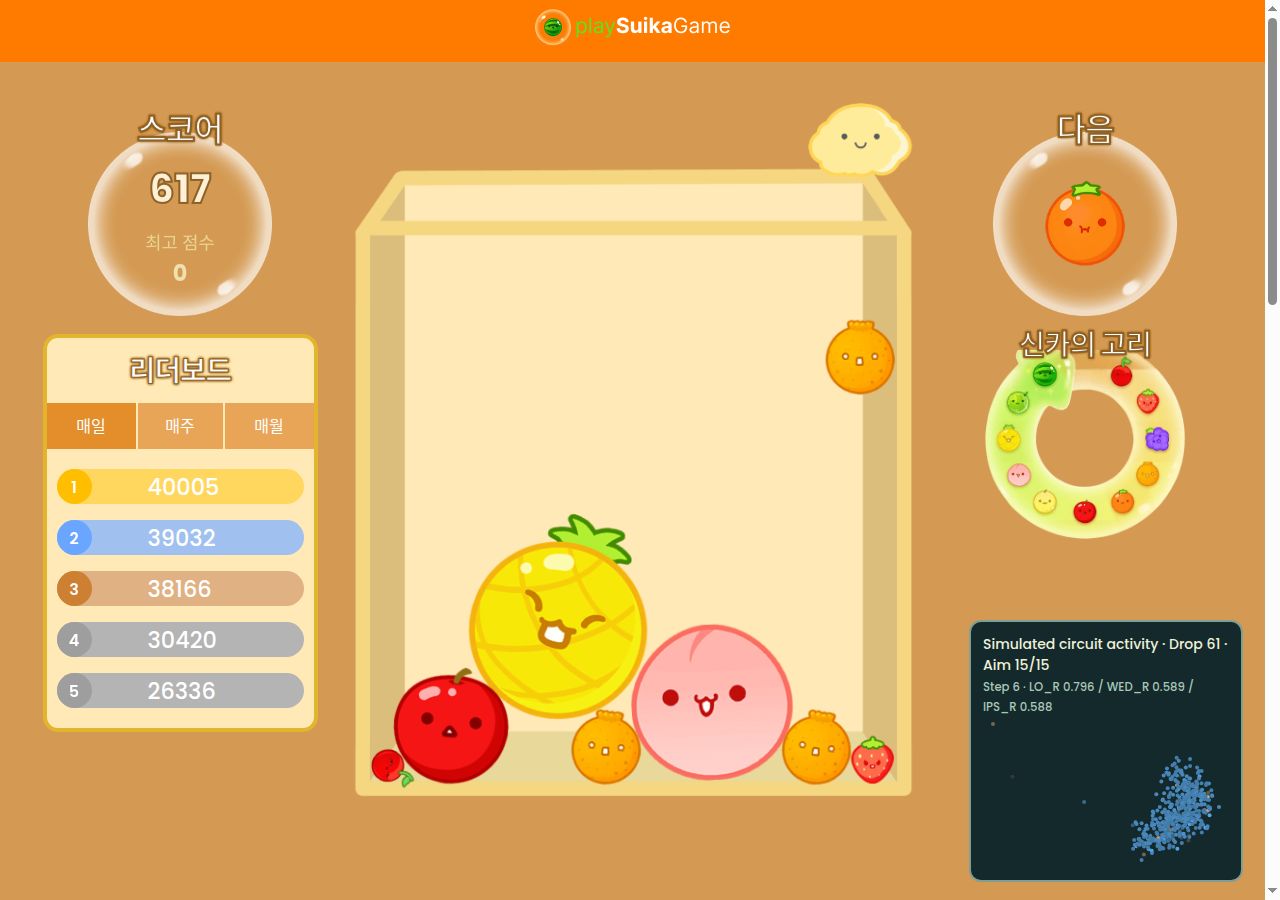 playSuikaGame
스코어
617
최고 점수
0
리더보드
매일 매주 매월
1 40005
2 39032
3 38166
4 30420
5 26336
다음
신카의 고리
Simulated circuit activity · Drop 61 ·
Aim 15/15
Step 6 · LO_R 0.796 / WED_R 0.589 /
IPS_R 0.588